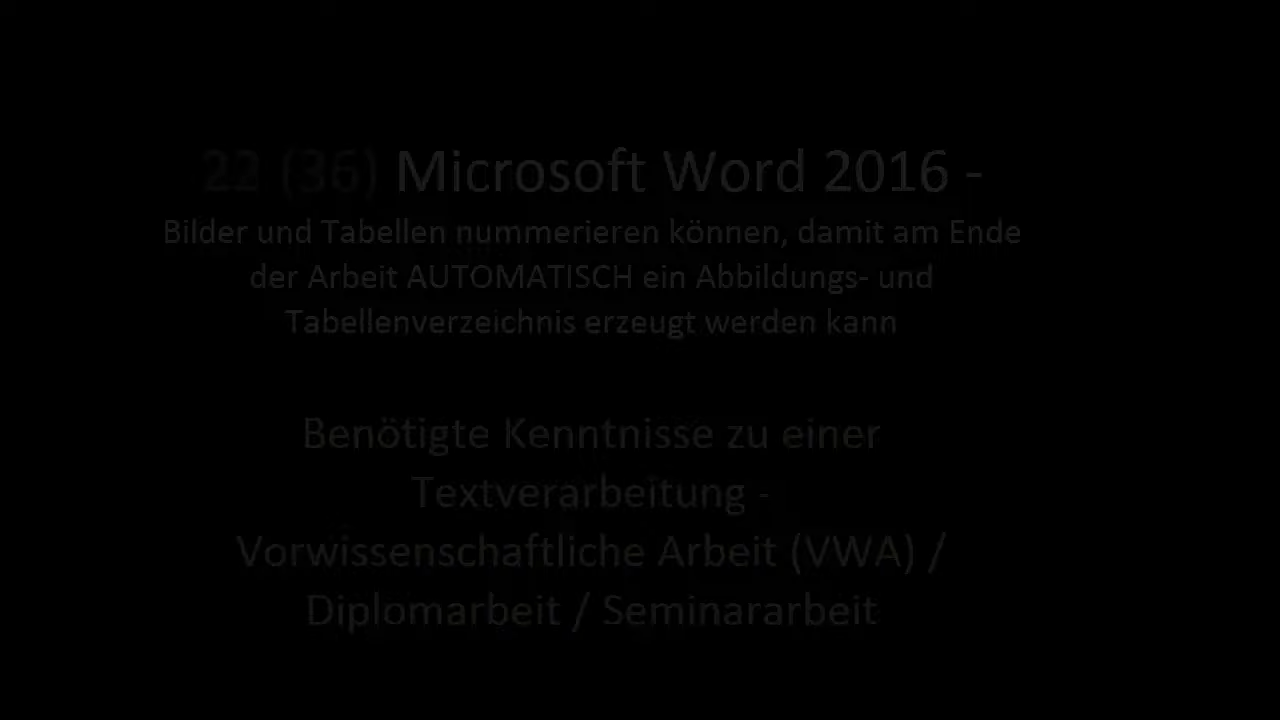 22 (36) Microsoft Word 2016 -
Bilder und Tabellen nummerieren können, damit am Ende
der Arbeit AUTOMATISCH ein Abbildungs- und
Tabellenverzeichnis erzeugt werden kann
Benötigte Kenntnisse zu einer
Textverarbeitung -
Vorwissenschaftliche Arbeit (VWA) /
Diplomarbeit / Seminararbeit